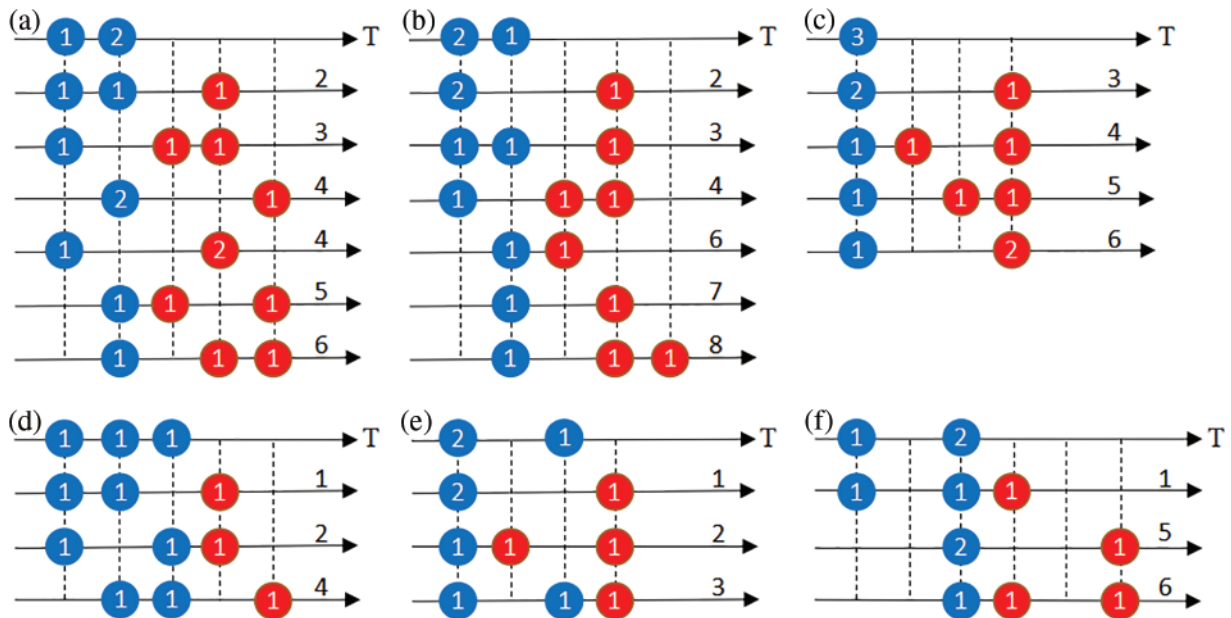 (a) 1 2 T
1 1 1 2
1 1 1 3
2 1 4
1 2 4
1 1 1 5
1 1 1 6
(b) 2 1 T
2 1 2
1 1 1 3
1 1 1 4
1 1 6
1 1 7
1 1 1 8
(c) 3 T
2 1 3
1 1 1 4
1 1 1 5
1 2 6
(d) 1 1 1 T
1 1 1 1
1 1 1 2
1 1 1 4
(e) 2 1 T
2 1 1
1 1 1 2
1 1 1 3
(f) 1 2 T
1 1 1 1
2 1 5
1 1 1 6